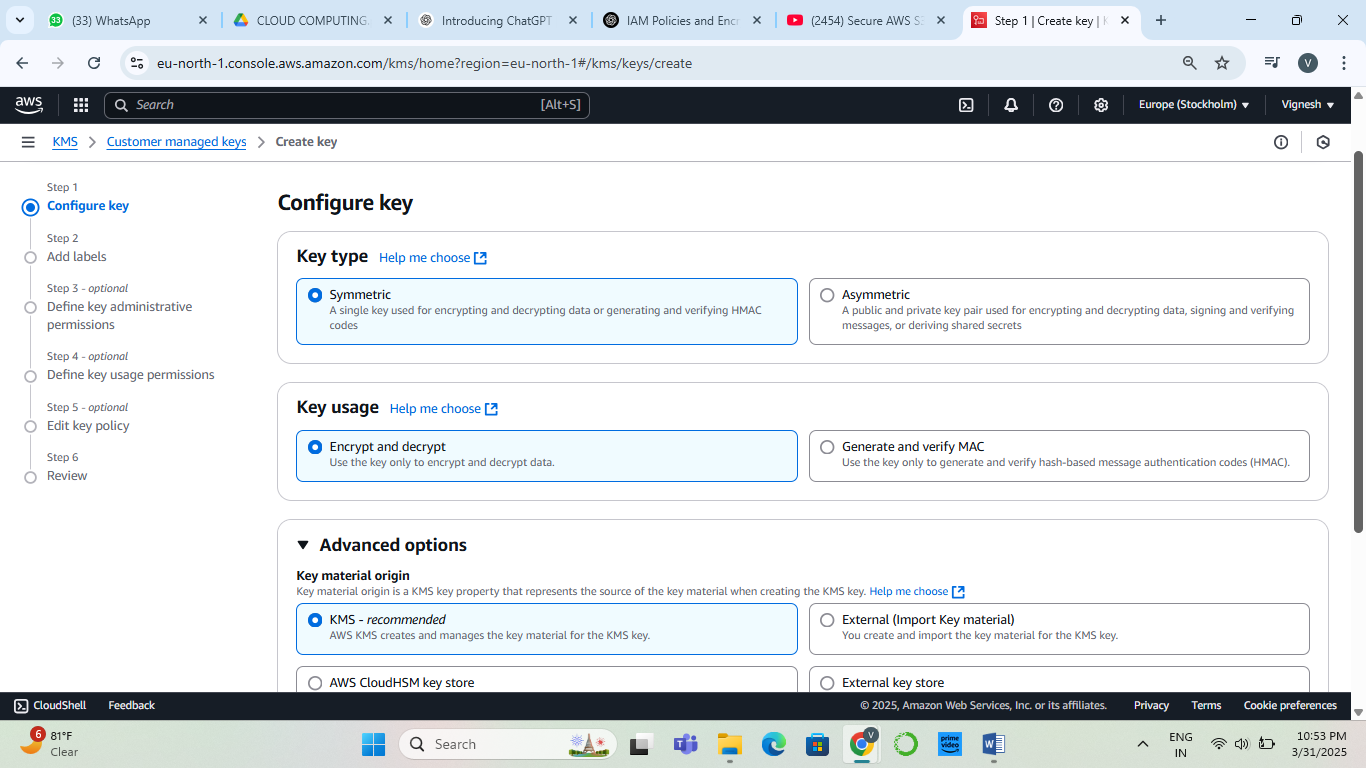 (33) WhatsApp
CLOUD COMPUTING.
Introducing ChatGPT
IAM Policies and Enc
(2454) Secure AWS S
Step 1 | Create key | K
eu-north-1.console.aws.amazon.com/kms/home?region=eu-north-1#/kms/keys/create
V
aws
Search
[Alt+S]
Europe (Stockholm)
Vignesh
KMS
Customer managed keys
Create key
Step 1
Configure key
Step 2
Add labels
Step 3 - optional
Define key administrative
permissions
Step 4 - optional
Define key usage permissions
Step 5 - optional
Edit key policy
Step 6
Review
Configure key
Key type Help me choose
Symmetric
A single key used for encrypting and decrypting data or generating and verifying HMAC
codes
Asymmetric
A public and private key pair used for encrypting and decrypting data, signing and verifying
messages, or deriving shared secrets
Key usage Help me choose
Encrypt and decrypt
Use the key only to encrypt and decrypt data.
Generate and verify MAC
Use the key only to generate and verify hash-based message authentication codes (HMAC).
Advanced options
Key material origin
Key material origin is a KMS key property that represents the source of the key material when creating the KMS key. Help me choose
KMS - recommended
AWS KMS creates and manages the key material for the KMS key.
External (Import Key material)
You create and import the key material for the KMS key.
AWS CloudHSM key store
External key store
CloudShell
Feedback
© 2025, Amazon Web Services, Inc. or its affiliates.
Privacy
Terms
Cookie preferences
6
81°F
Clear
Search
V
prime
video
ENG
IN
10:53 PM
3/31/2025